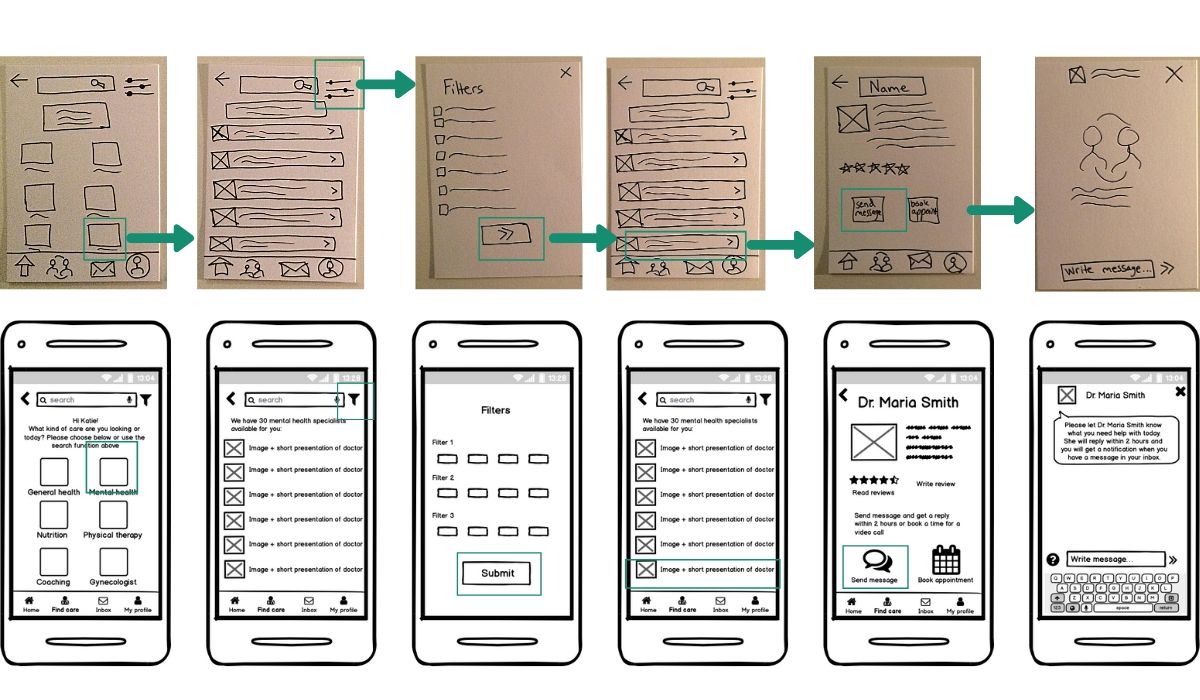 Filters
Name
send
message
book
appoint
Write message...
13:04
search
Hi Katie!
What kind of care are you looking or
today? Please choose below or use the
search function above
General health
Mental health
Nutrition
Physical therapy
Coaching
Gynecologist
Home
Find care
Inbox
My profile
13:28
search
We have 30 mental health specialists
available for you:
Image + short presentation of doctor
Image + short presentation of doctor
Image + short presentation of doctor
Image + short presentation of doctor
Image + short presentation of doctor
Image + short presentation of doctor
Home
Find care
Inbox
My profile
13:28
Filters
Filter 1
Filter 2
Filter 3
Submit
13:28
search
We have 30 mental health specialists
available for you:
Image + short presentation of doctor
Image + short presentation of doctor
Image + short presentation of doctor
Image + short presentation of doctor
Image + short presentation of doctor
Image + short presentation of doctor
Home
Find care
Inbox
My profile
13:04
Dr. Maria Smith
Read reviews
Write review
Send message and get a reply
within 2 hours or book a time for a
video call
Send message
Book appointment
Home
Find care
Inbox
My profile
13:04
Dr. Maria Smith
Please let Dr. Maria Smith know
what you need help with today.
She will reply within 2 hours and
you will get a notification when you
have a message in your inbox.
Write message...
Q W E R T Y U I O P
A S D F G H J K L
Z X C V B N M
123 space return